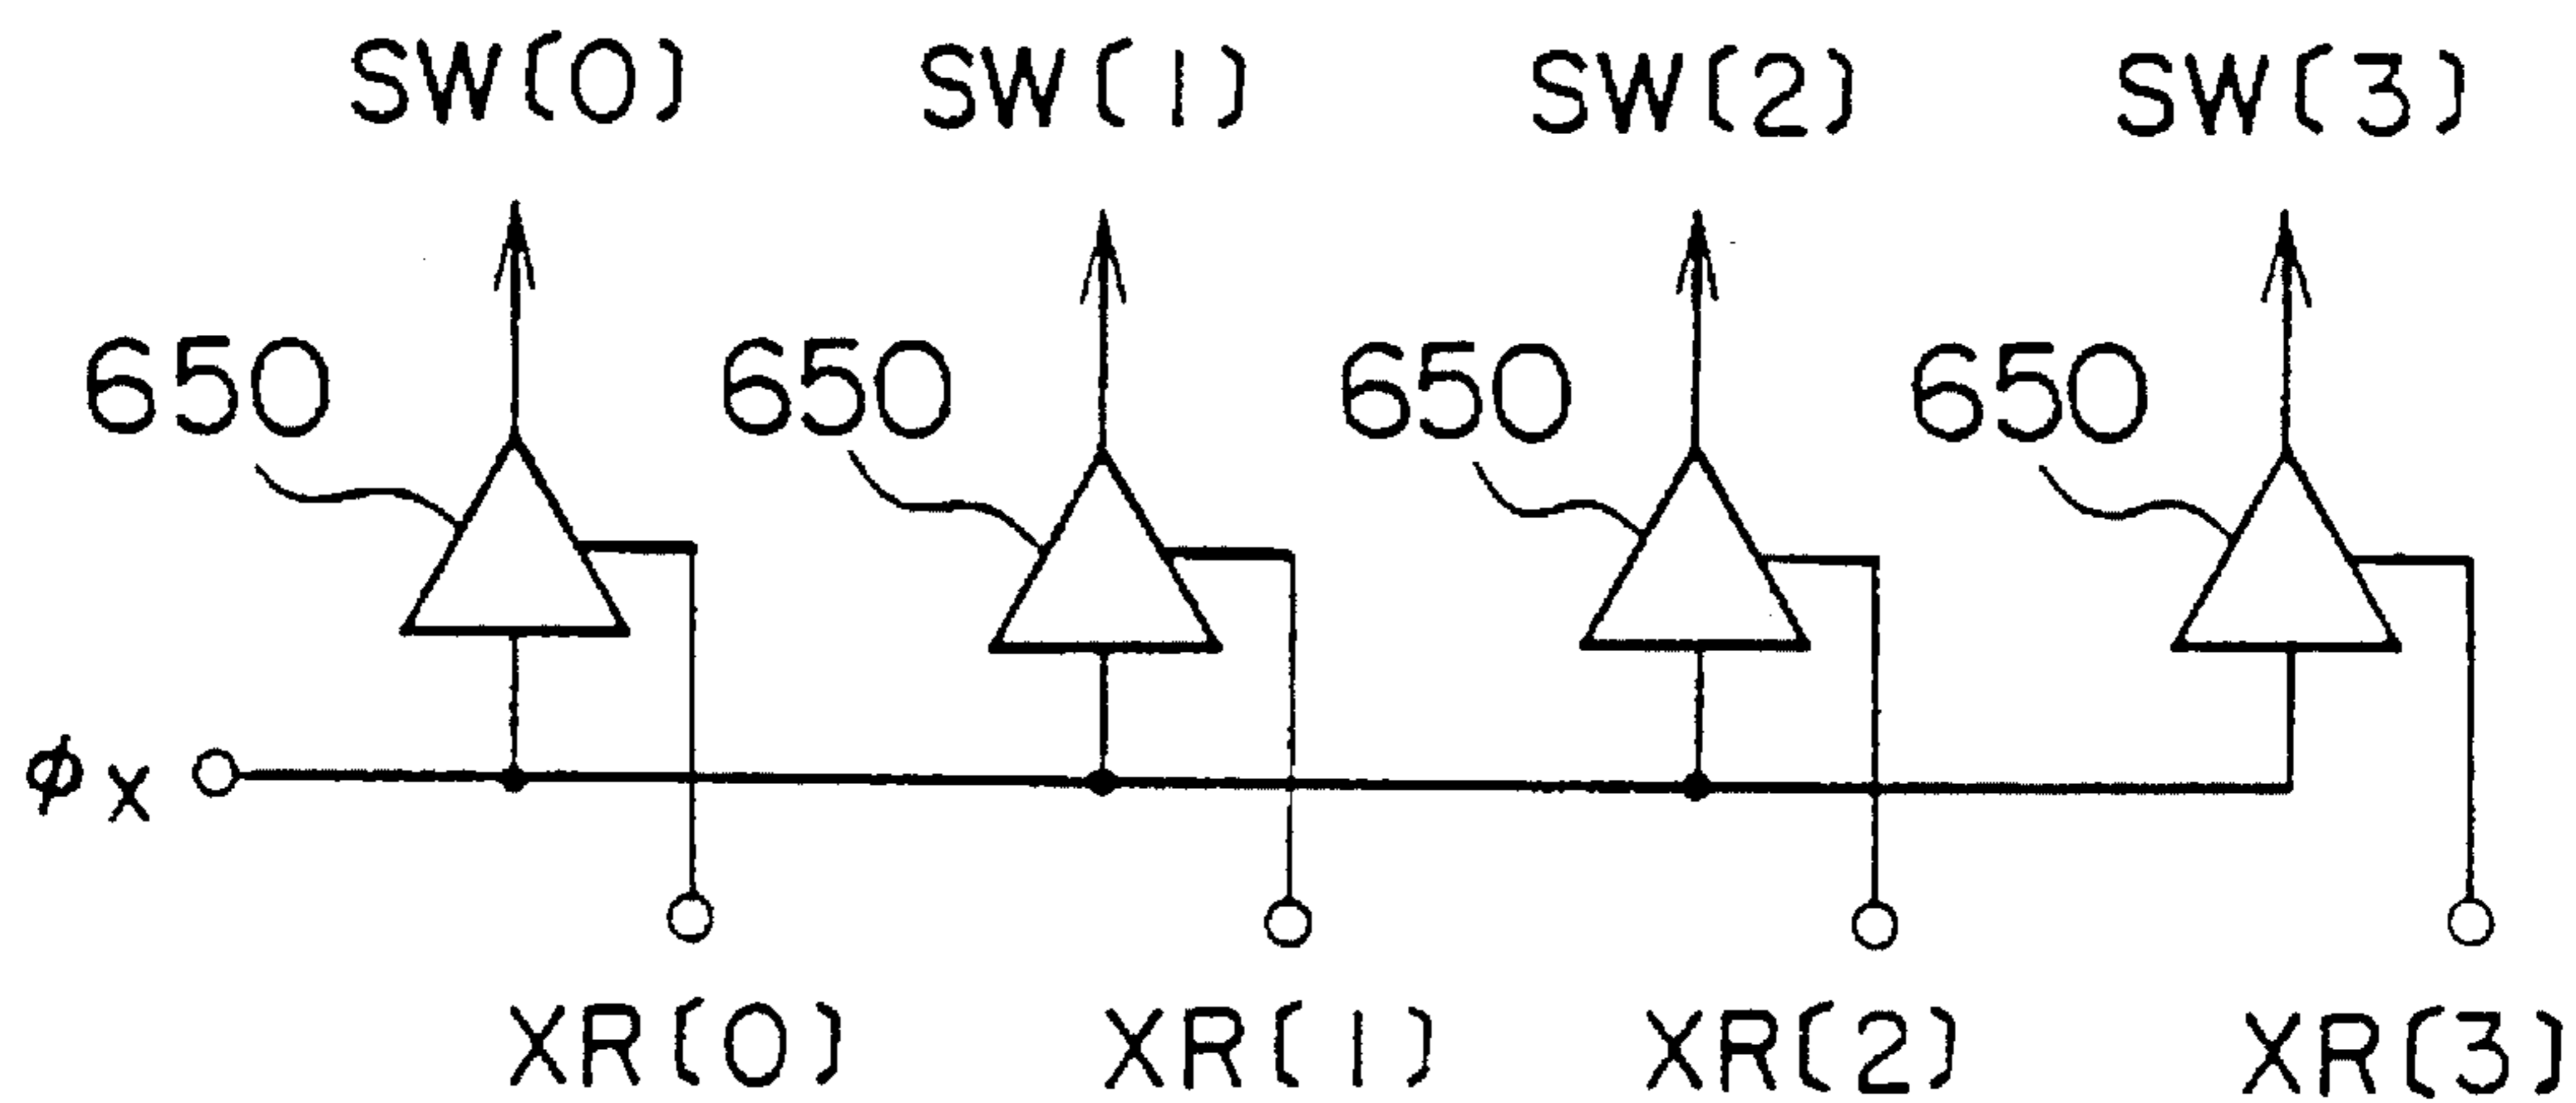 SW(0) SW(1) SW(2) SW(3)
650 650 650 650
φx
XR(0) XR(1) XR(2) XR(3)